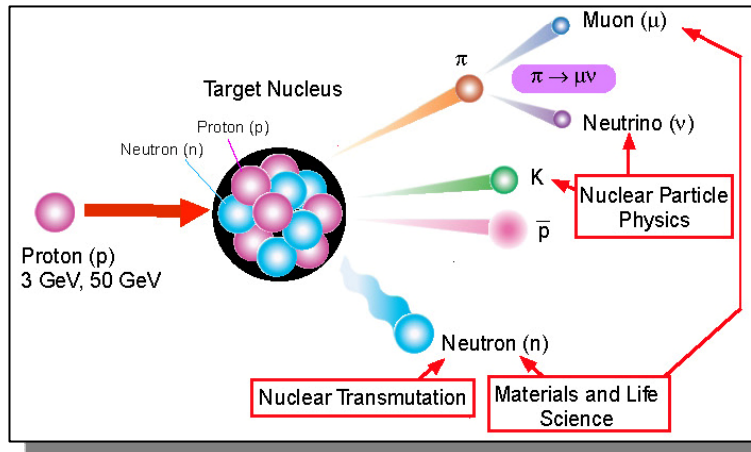 Muon (μ)
π
Target Nucleus
π → μν
Proton (p)
Neutron (n)
Neutrino (ν)
K
Nuclear Particle
Physics
p̅
Proton (p)
3 GeV, 50 GeV
Neutron (n)
Nuclear Transmutation
Materials and Life
Science